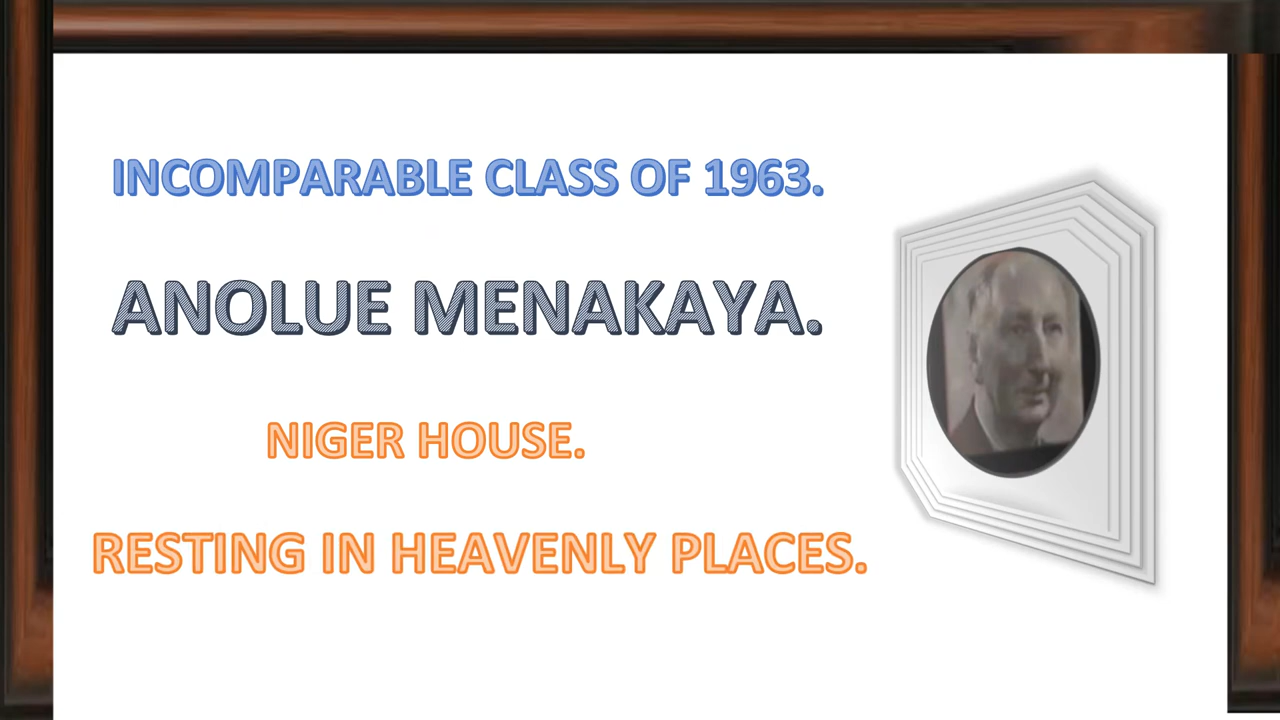 INCOMPARABLE CLASS OF 1963.
ANOLUE MENAKAYA.
NIGER HOUSE.
RESTING IN HEAVENLY PLACES.